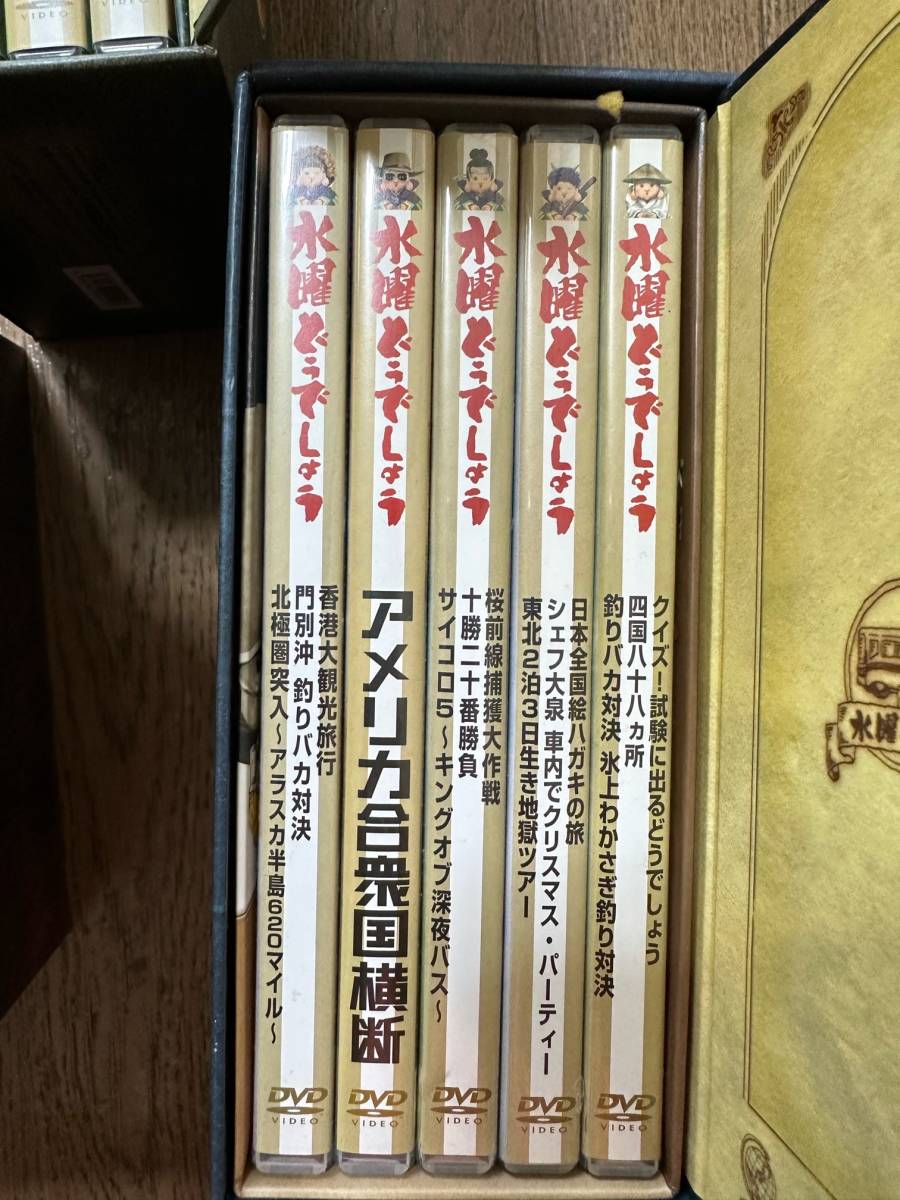 VIDEO
VIDEO
水曜どうでしょう
香港大観光旅行
門別沖 釣りバカ対決
北極圏突入～アラスカ半島620マイル～
DVD
VIDEO
水曜どうでしょう
アメリカ合衆国横断
DVD
VIDEO
水曜どうでしょう
桜前線捕獲大作戦
十勝二十番勝負
サイコロ5～キングオブ深夜バス～
DVD
VIDEO
水曜どうでしょう
日本全国絵ハガキの旅
シェフ大泉 車内でクリスマス・パーティー
東北2泊3日生き地獄ツアー
DVD
VIDEO
水曜どうでしょう
クイズ！試験に出るどうでしょう
四国八十八ヵ所
釣りバカ対決 氷上わかさぎ釣り対決
DVD
VIDEO
水曜